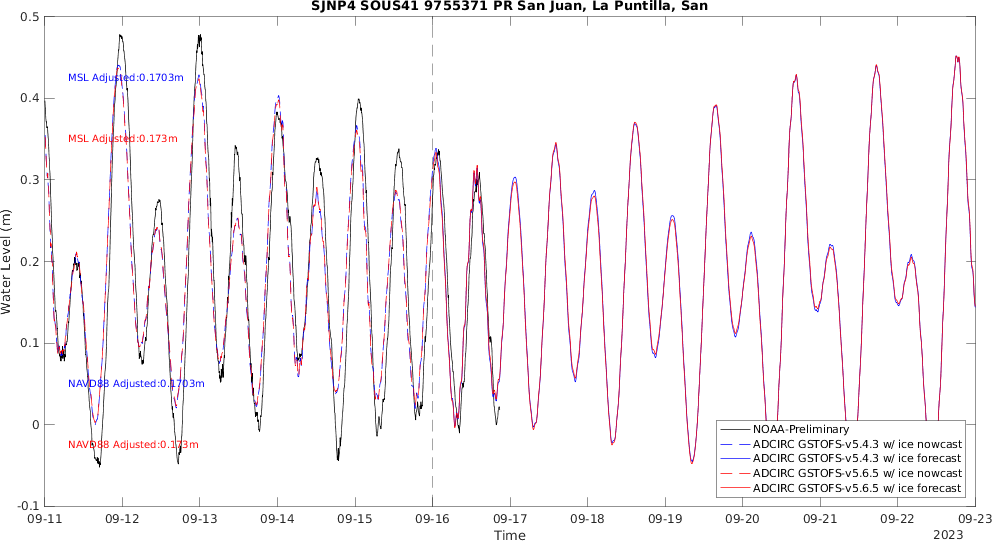 SJNP4 SOUS41 9755371 PR San Juan, La Puntilla, San
0.5
0.4
0.3
0.2
0.1
0
-0.1
Water Level (m)
MSL Adjusted:0.1703m
MSL Adjusted:0.173m
NAVD88 Adjusted:0.1703m
NAVD88 Adjusted:0.173m
NOAA-Preliminary
ADCIRC GSTOFS-v5.4.3 w/ ice nowcast
ADCIRC GSTOFS-v5.4.3 w/ ice forecast
ADCIRC GSTOFS-v5.6.5 w/ ice nowcast
ADCIRC GSTOFS-v5.6.5 w/ ice forecast
09-11 09-12 09-13 09-14 09-15 09-16 09-17 09-18 09-19 09-20 09-21 09-22 09-23
Time
2023